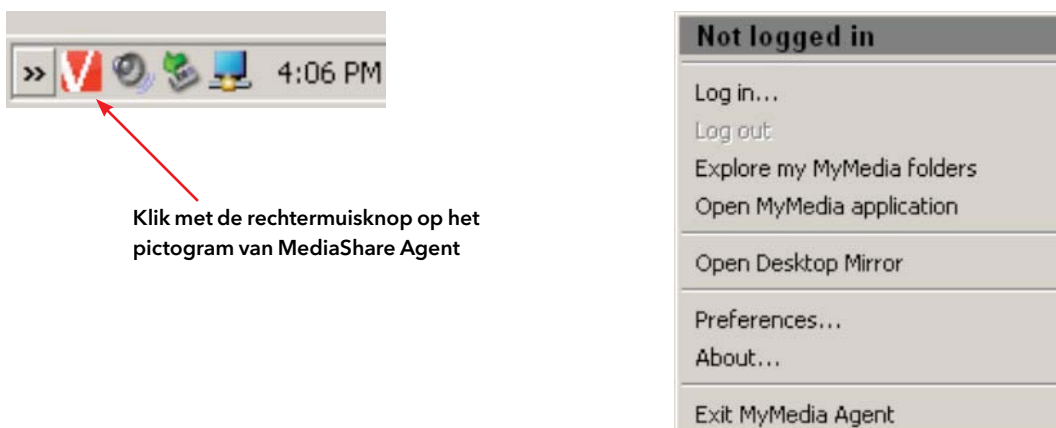 4:06 PM
Klik met de rechtermuisknop op het
pictogram van MediaShare Agent
Not logged in
Log in...
Log out
Explore my MyMedia folders
Open MyMedia application
Open Desktop Mirror
Preferences...
About...
Exit MyMedia Agent